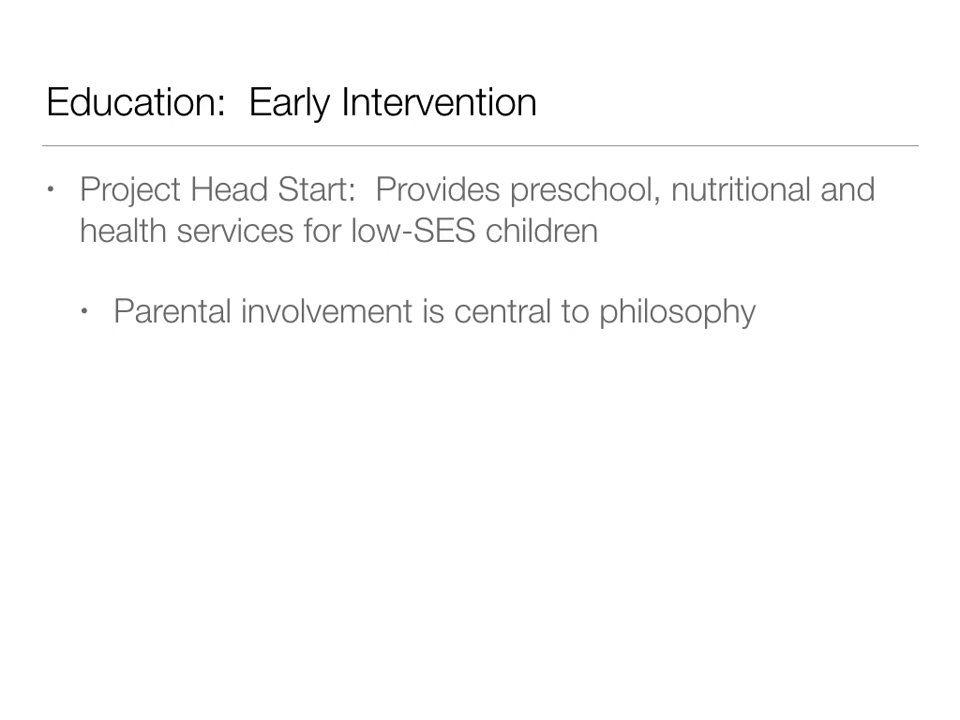 Education:  Early Intervention
• Project Head Start:  Provides preschool, nutritional and
health services for low-SES children
• Parental involvement is central to philosophy